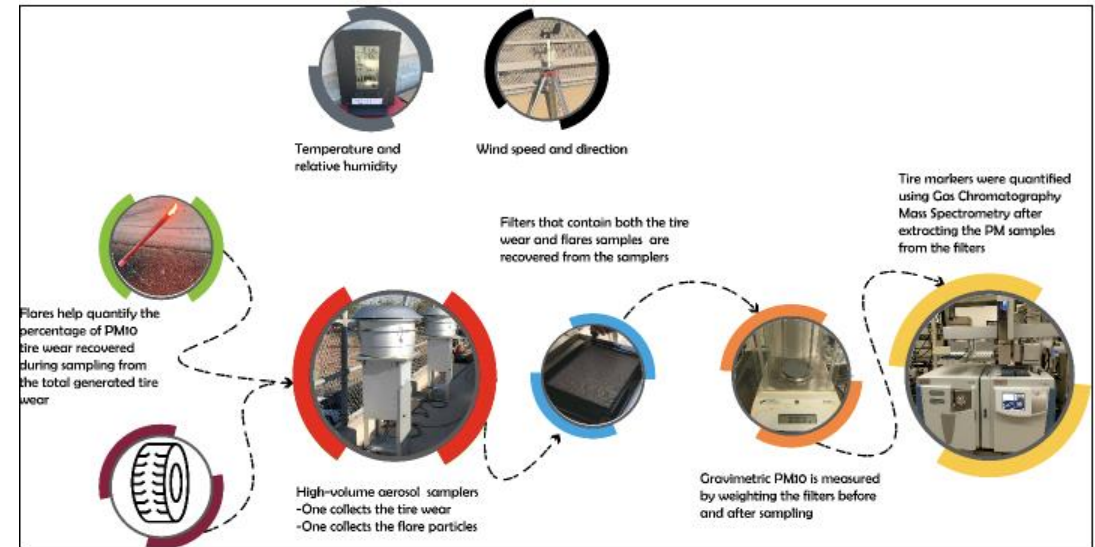 Temperature and
relative humidity
Wind speed and direction
Tire markers were quantified
using Gas Chromatography
Mass Spectrometry after
extracting the PM samples
from the filters
Filters that contain both the tire
wear and flares samples are
recovered from the samplers
Flares help quantify the
percentage of PM10
tire wear recovered
during sampling from
the total generated tire
wear
High-volume aerosol samplers
-One collects the tire wear
-One collects the flare particles
Gravimetric PM10 is measured
by weighting the filters before
and after sampling